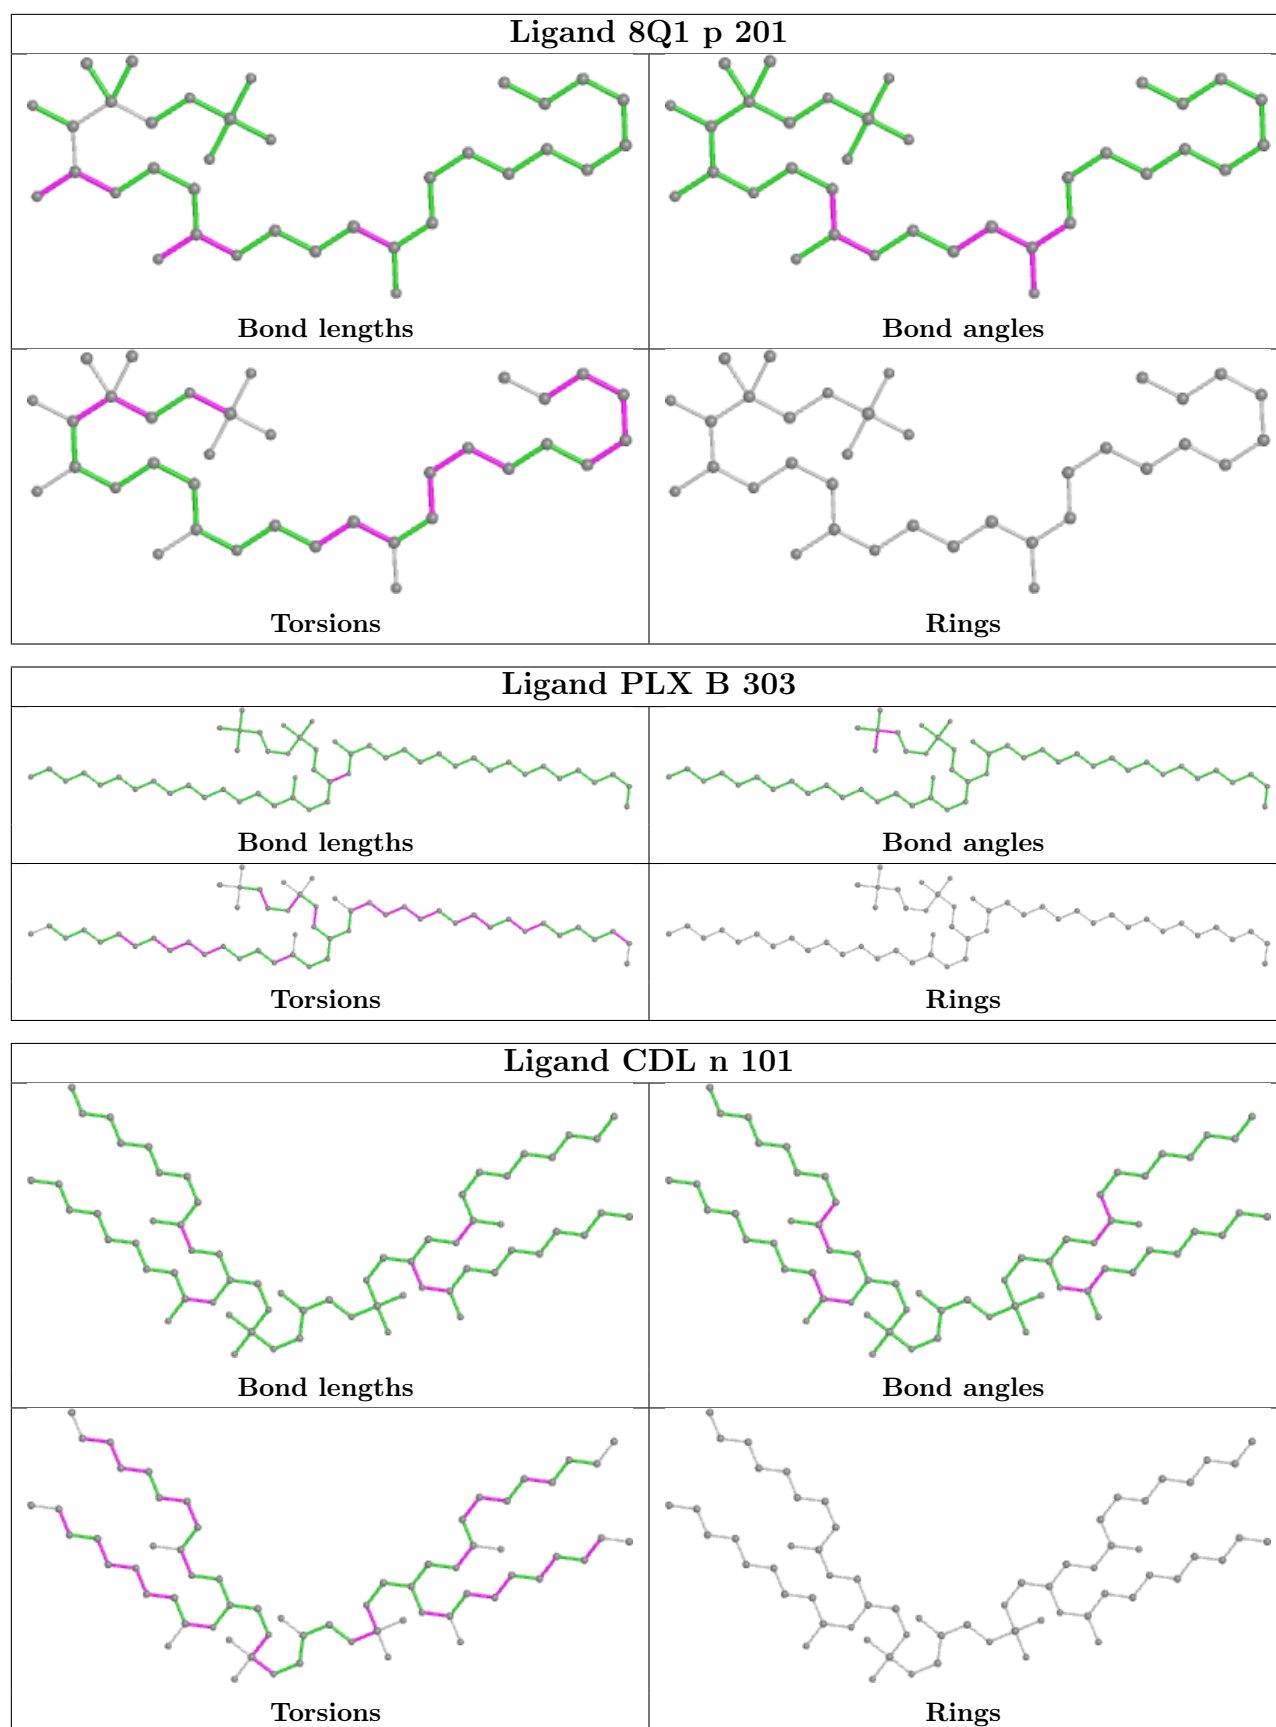 Ligand 8Q1 p 201
Bond lengths
Bond angles
Torsions
Rings
Ligand PLX B 303
Bond lengths
Bond angles
Torsions
Rings
Ligand CDL n 101
Bond lengths
Bond angles
Torsions
Rings